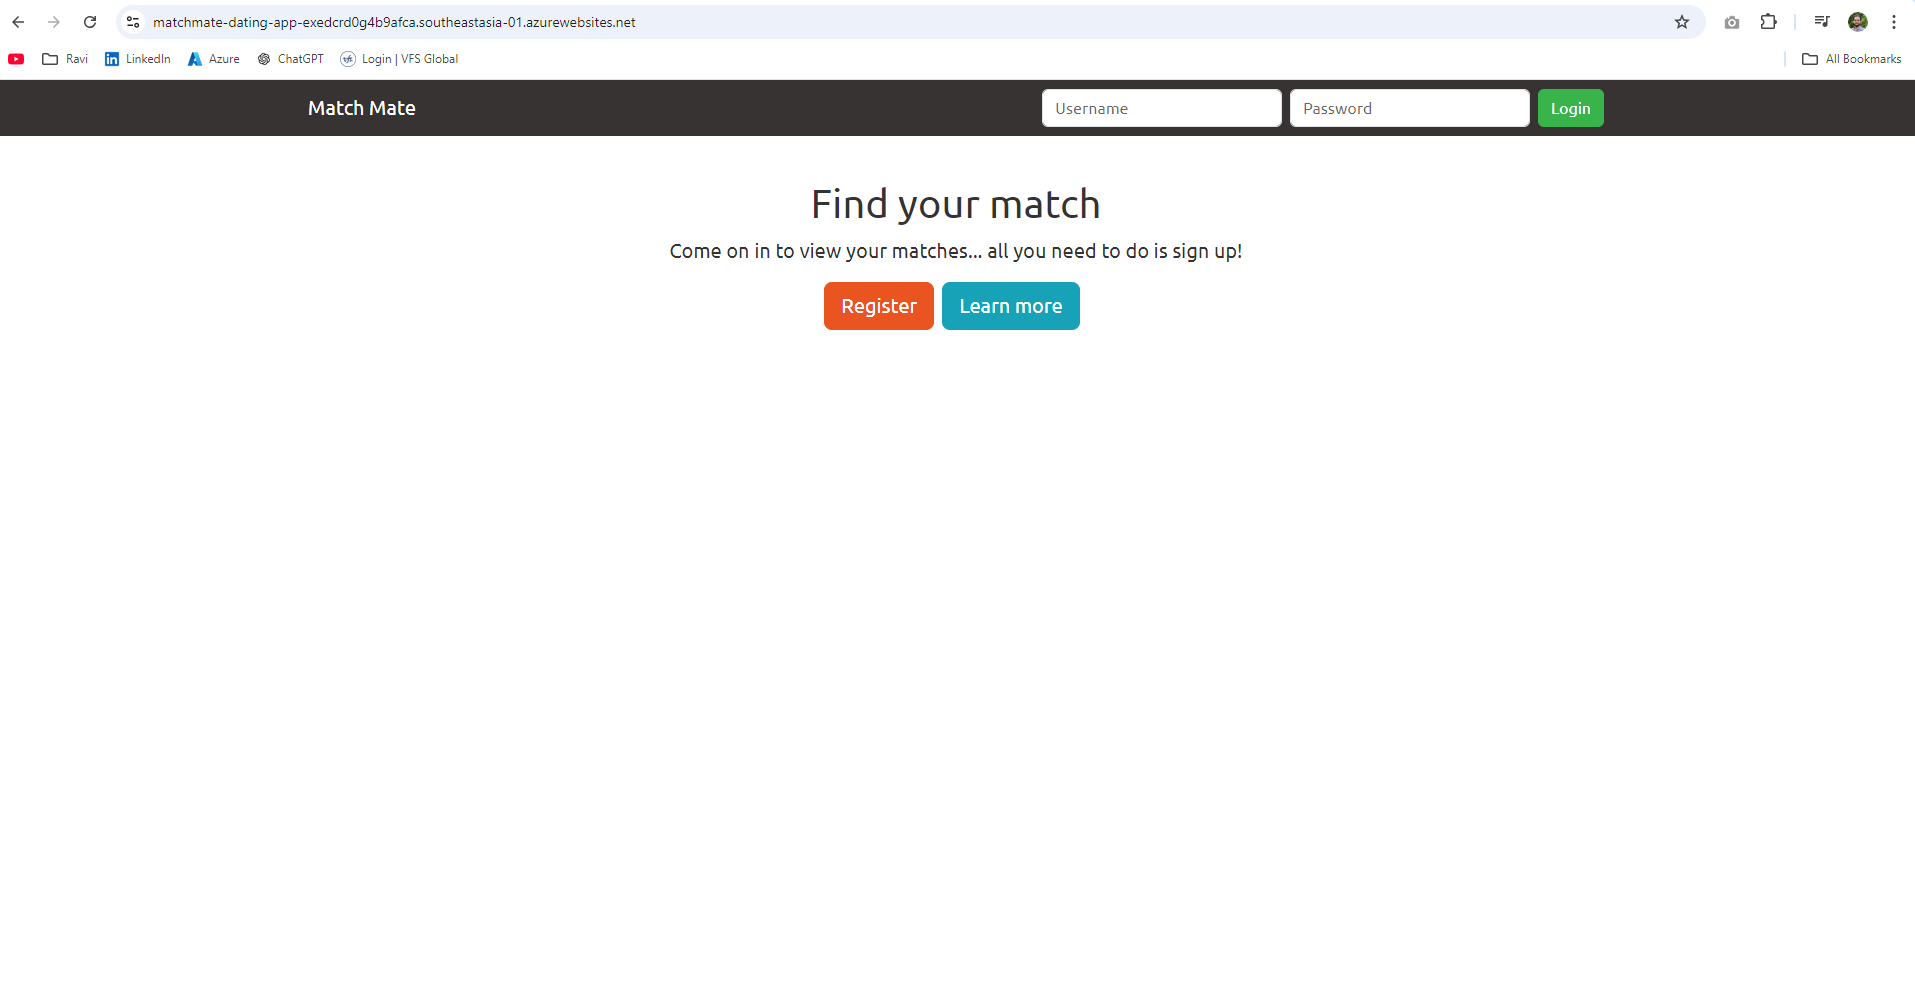 matchmate-dating-app-exedcrd0g4b9afca.southeastasia-01.azurewebsites.net
Ravi LinkedIn Azure ChatGPT Login | VFS Global All Bookmarks
Match Mate Username Password Login
Find your match
Come on in to view your matches... all you need to do is sign up!
Register Learn more